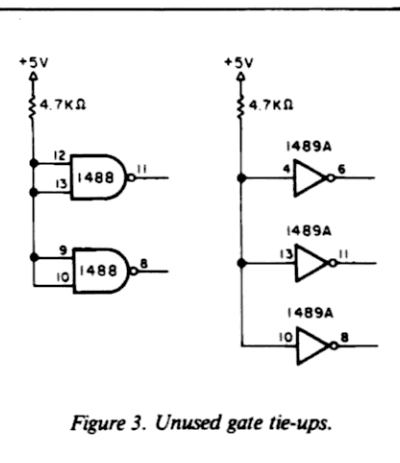 +5V
4.7KΩ
12
13
1488
11
9
10
1488
8
+5V
4.7KΩ
1489A
4
6
1489A
13
11
1489A
10
8
Figure 3. Unused gate tie-ups.